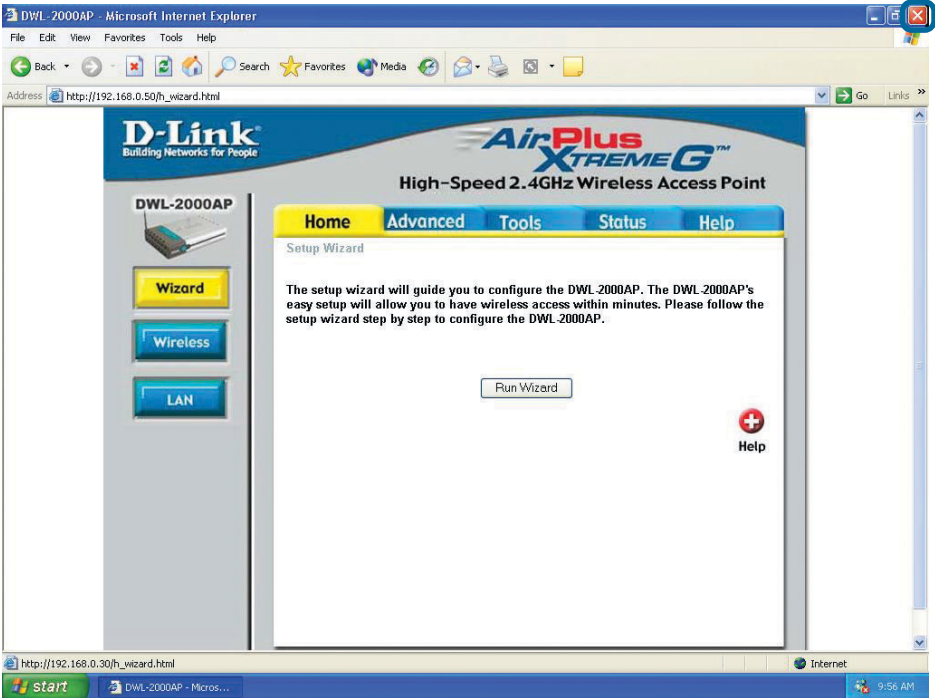 DWL-2000AP - Microsoft Internet Explorer
File Edit View Favorites Tools Help
Back Search Favorites Media
Address http://192.168.0.50/h_wizard.html Go Links »
D-Link
Building Networks for People
AirPlus
XTREME G™
High-Speed 2.4GHz Wireless Access Point
DWL-2000AP
Home Advanced Tools Status Help
Setup Wizard
Wizard
Wireless
LAN
The setup wizard will guide you to configure the DWL-2000AP. The DWL-2000AP's
easy setup will allow you to have wireless access within minutes. Please follow the
setup wizard step by step to configure the DWL-2000AP.
Run Wizard
Help
http://192.168.0.30/h_wizard.html Internet
start DWL-2000AP - Micros... 9:56 AM